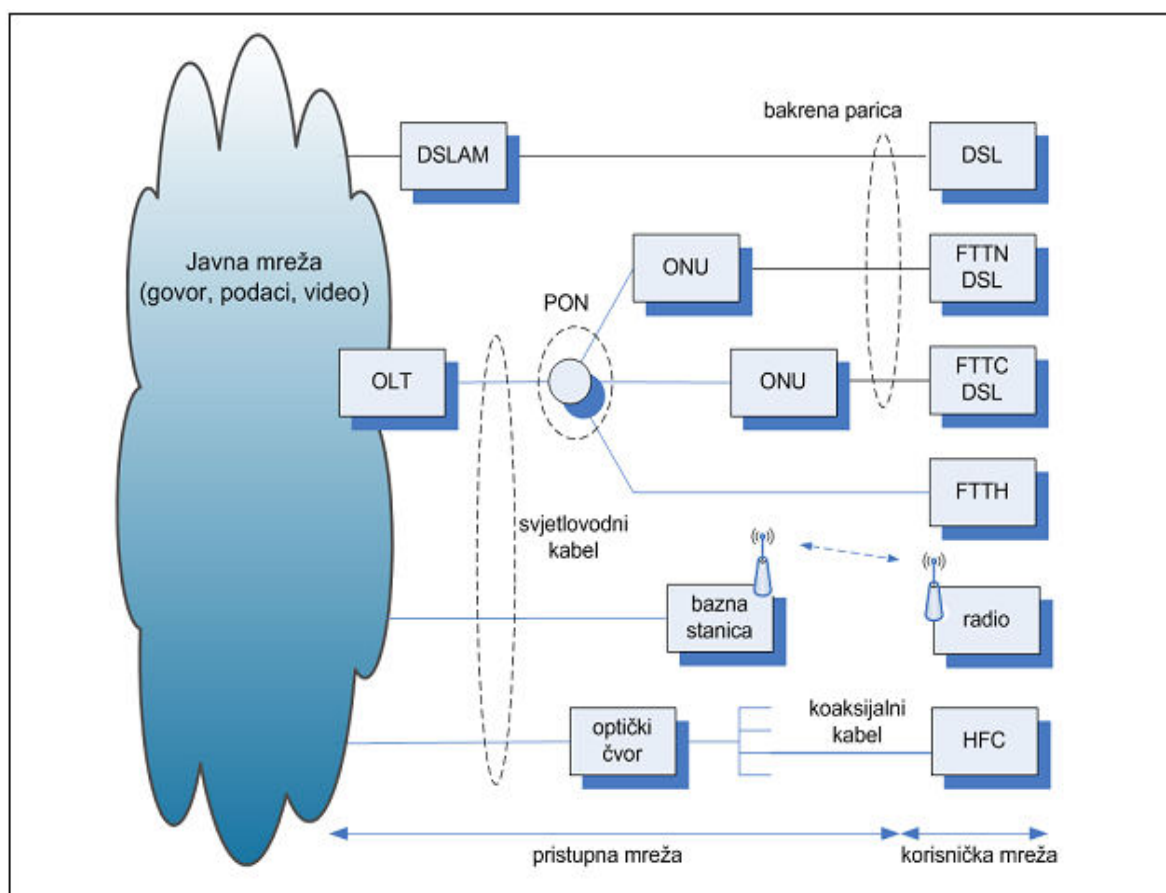 bakrena parica
DSLAM
DSL
Javna mreža
(govor, podaci, video)
ONU
FTTN
DSL
PON
OLT
ONU
FTTC
DSL
FTTH
svjetlovodni
kabel
bazna
stanica
radio
optički
čvor
koaksijalni
kabel
HFC
pristupna mreža
korisnička mreža